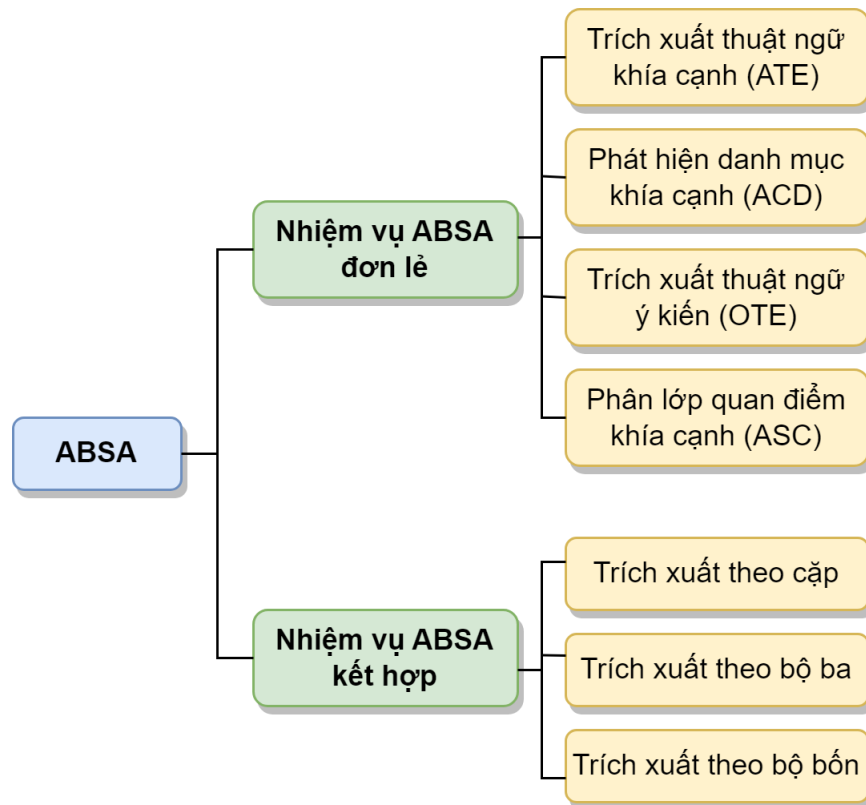 ABSA
Nhiệm vụ ABSA
đơn lẻ
Trích xuất thuật ngữ
khía cạnh (ATE)
Phát hiện danh mục
khía cạnh (ACD)
Trích xuất thuật ngữ
ý kiến (OTE)
Phân lớp quan điểm
khía cạnh (ASC)
Nhiệm vụ ABSA
kết hợp
Trích xuất theo cặp
Trích xuất theo bộ ba
Trích xuất theo bộ bốn